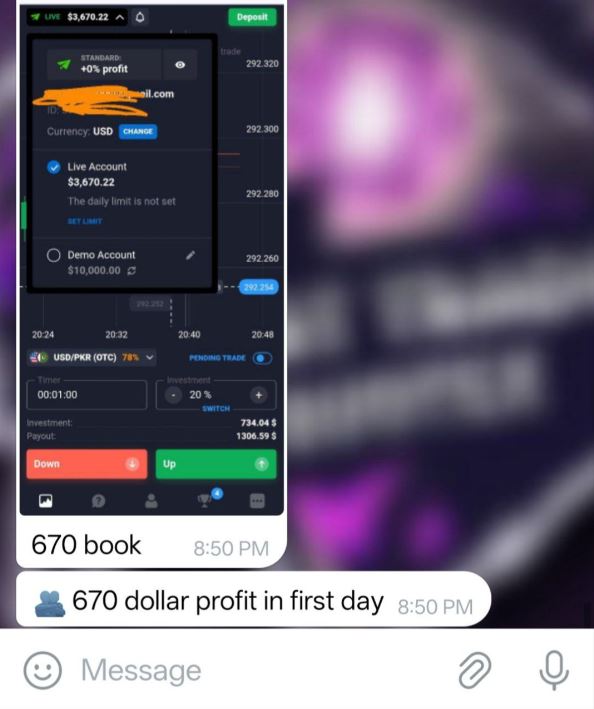 LIVE $3,670.22
Deposit
trade
STANDARD:
+0% profit
292.320
ail.com
ID:
Currency: USD CHANGE
292.300
Live Account
$3,670.22
The daily limit is not set
292.280
SET LIMIT
Demo Account
$10,000.00
292.260
292.254
292.252
20:24 20:32 20:40 20:48
USD/PKR (OTC) 78% PENDING TRADE
Timer Investment
00:01:00 - 20 % +
SWITCH
Investment: 734.04 $
Payout: 1306.59 $
Down Up
4
670 book 8:50 PM
670 dollar profit in first day 8:50 PM
Message